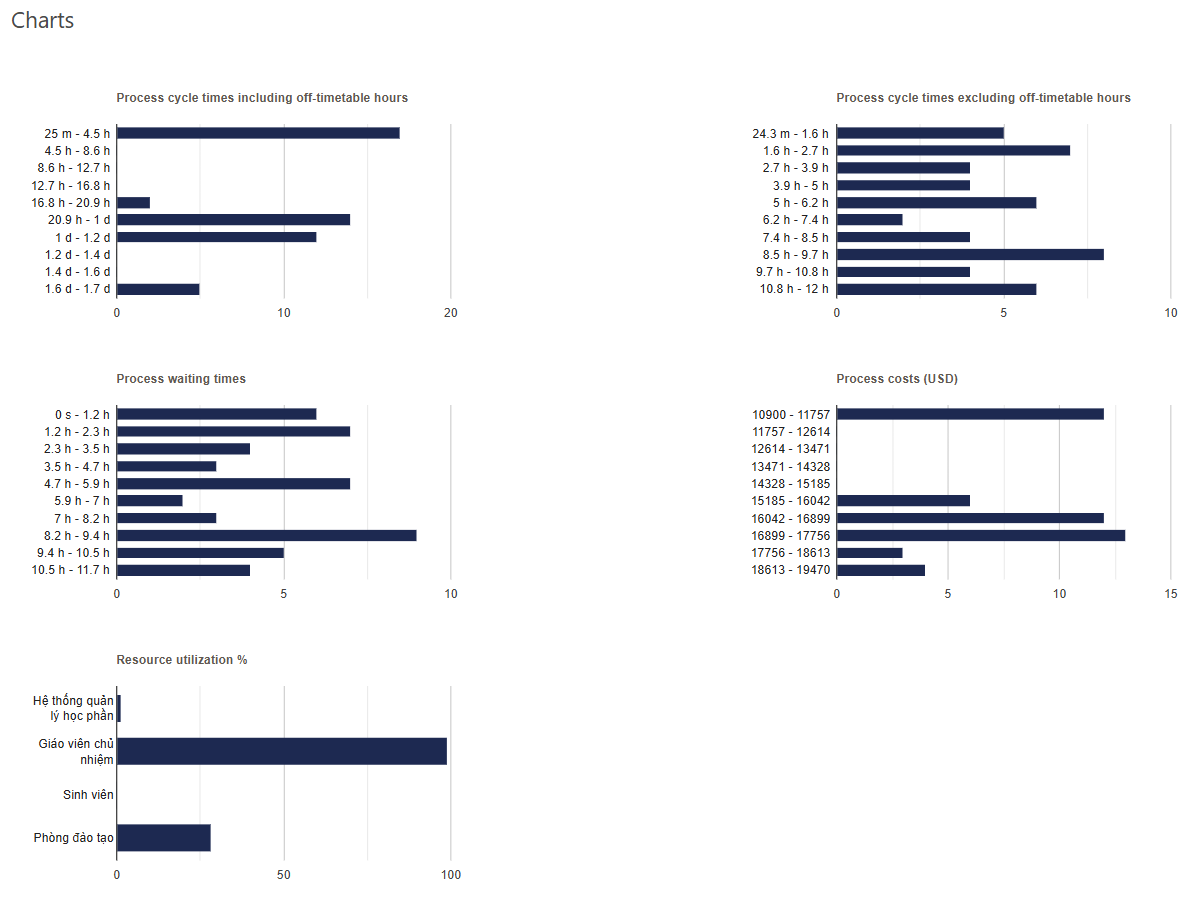 Charts
Process cycle times including off-timetable hours
25 m - 4.5 h
4.5 h - 8.6 h
8.6 h - 12.7 h
12.7 h - 16.8 h
16.8 h - 20.9 h
20.9 h - 1 d
1 d - 1.2 d
1.2 d - 1.4 d
1.4 d - 1.6 d
1.6 d - 1.7 d
0 10 20
Process cycle times excluding off-timetable hours
24.3 m - 1.6 h
1.6 h - 2.7 h
2.7 h - 3.9 h
3.9 h - 5 h
5 h - 6.2 h
6.2 h - 7.4 h
7.4 h - 8.5 h
8.5 h - 9.7 h
9.7 h - 10.8 h
10.8 h - 12 h
0 5 10
Process waiting times
0 s - 1.2 h
1.2 h - 2.3 h
2.3 h - 3.5 h
3.5 h - 4.7 h
4.7 h - 5.9 h
5.9 h - 7 h
7 h - 8.2 h
8.2 h - 9.4 h
9.4 h - 10.5 h
10.5 h - 11.7 h
0 5 10
Process costs (USD)
10900 - 11757
11757 - 12614
12614 - 13471
13471 - 14328
14328 - 15185
15185 - 16042
16042 - 16899
16899 - 17756
17756 - 18613
18613 - 19470
0 5 10 15
Resource utilization %
Hệ thống quản
lý học phần
Giáo viên chủ
nhiệm
Sinh viên
Phòng đào tạo
0 50 100